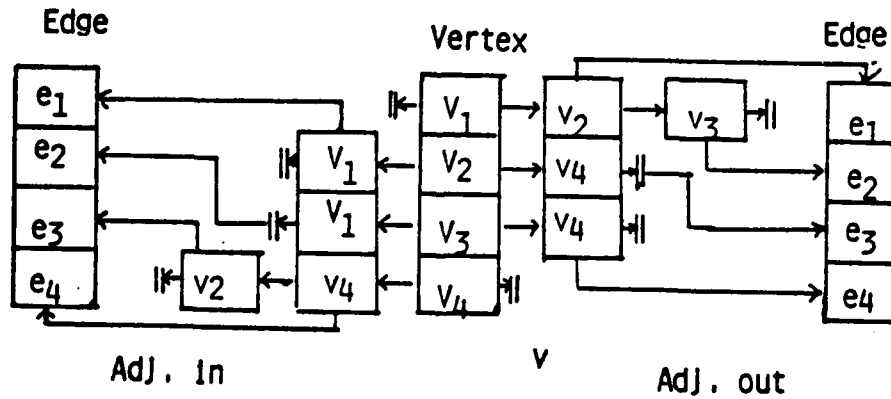 Edge
Vertex
Edge
e1
e2
e3
e4
V1
V1
v4
v2
V1
V2
V3
V4
v2
v4
v4
v3
e1
e2
e3
e4
Adj. in
v
Adj. out